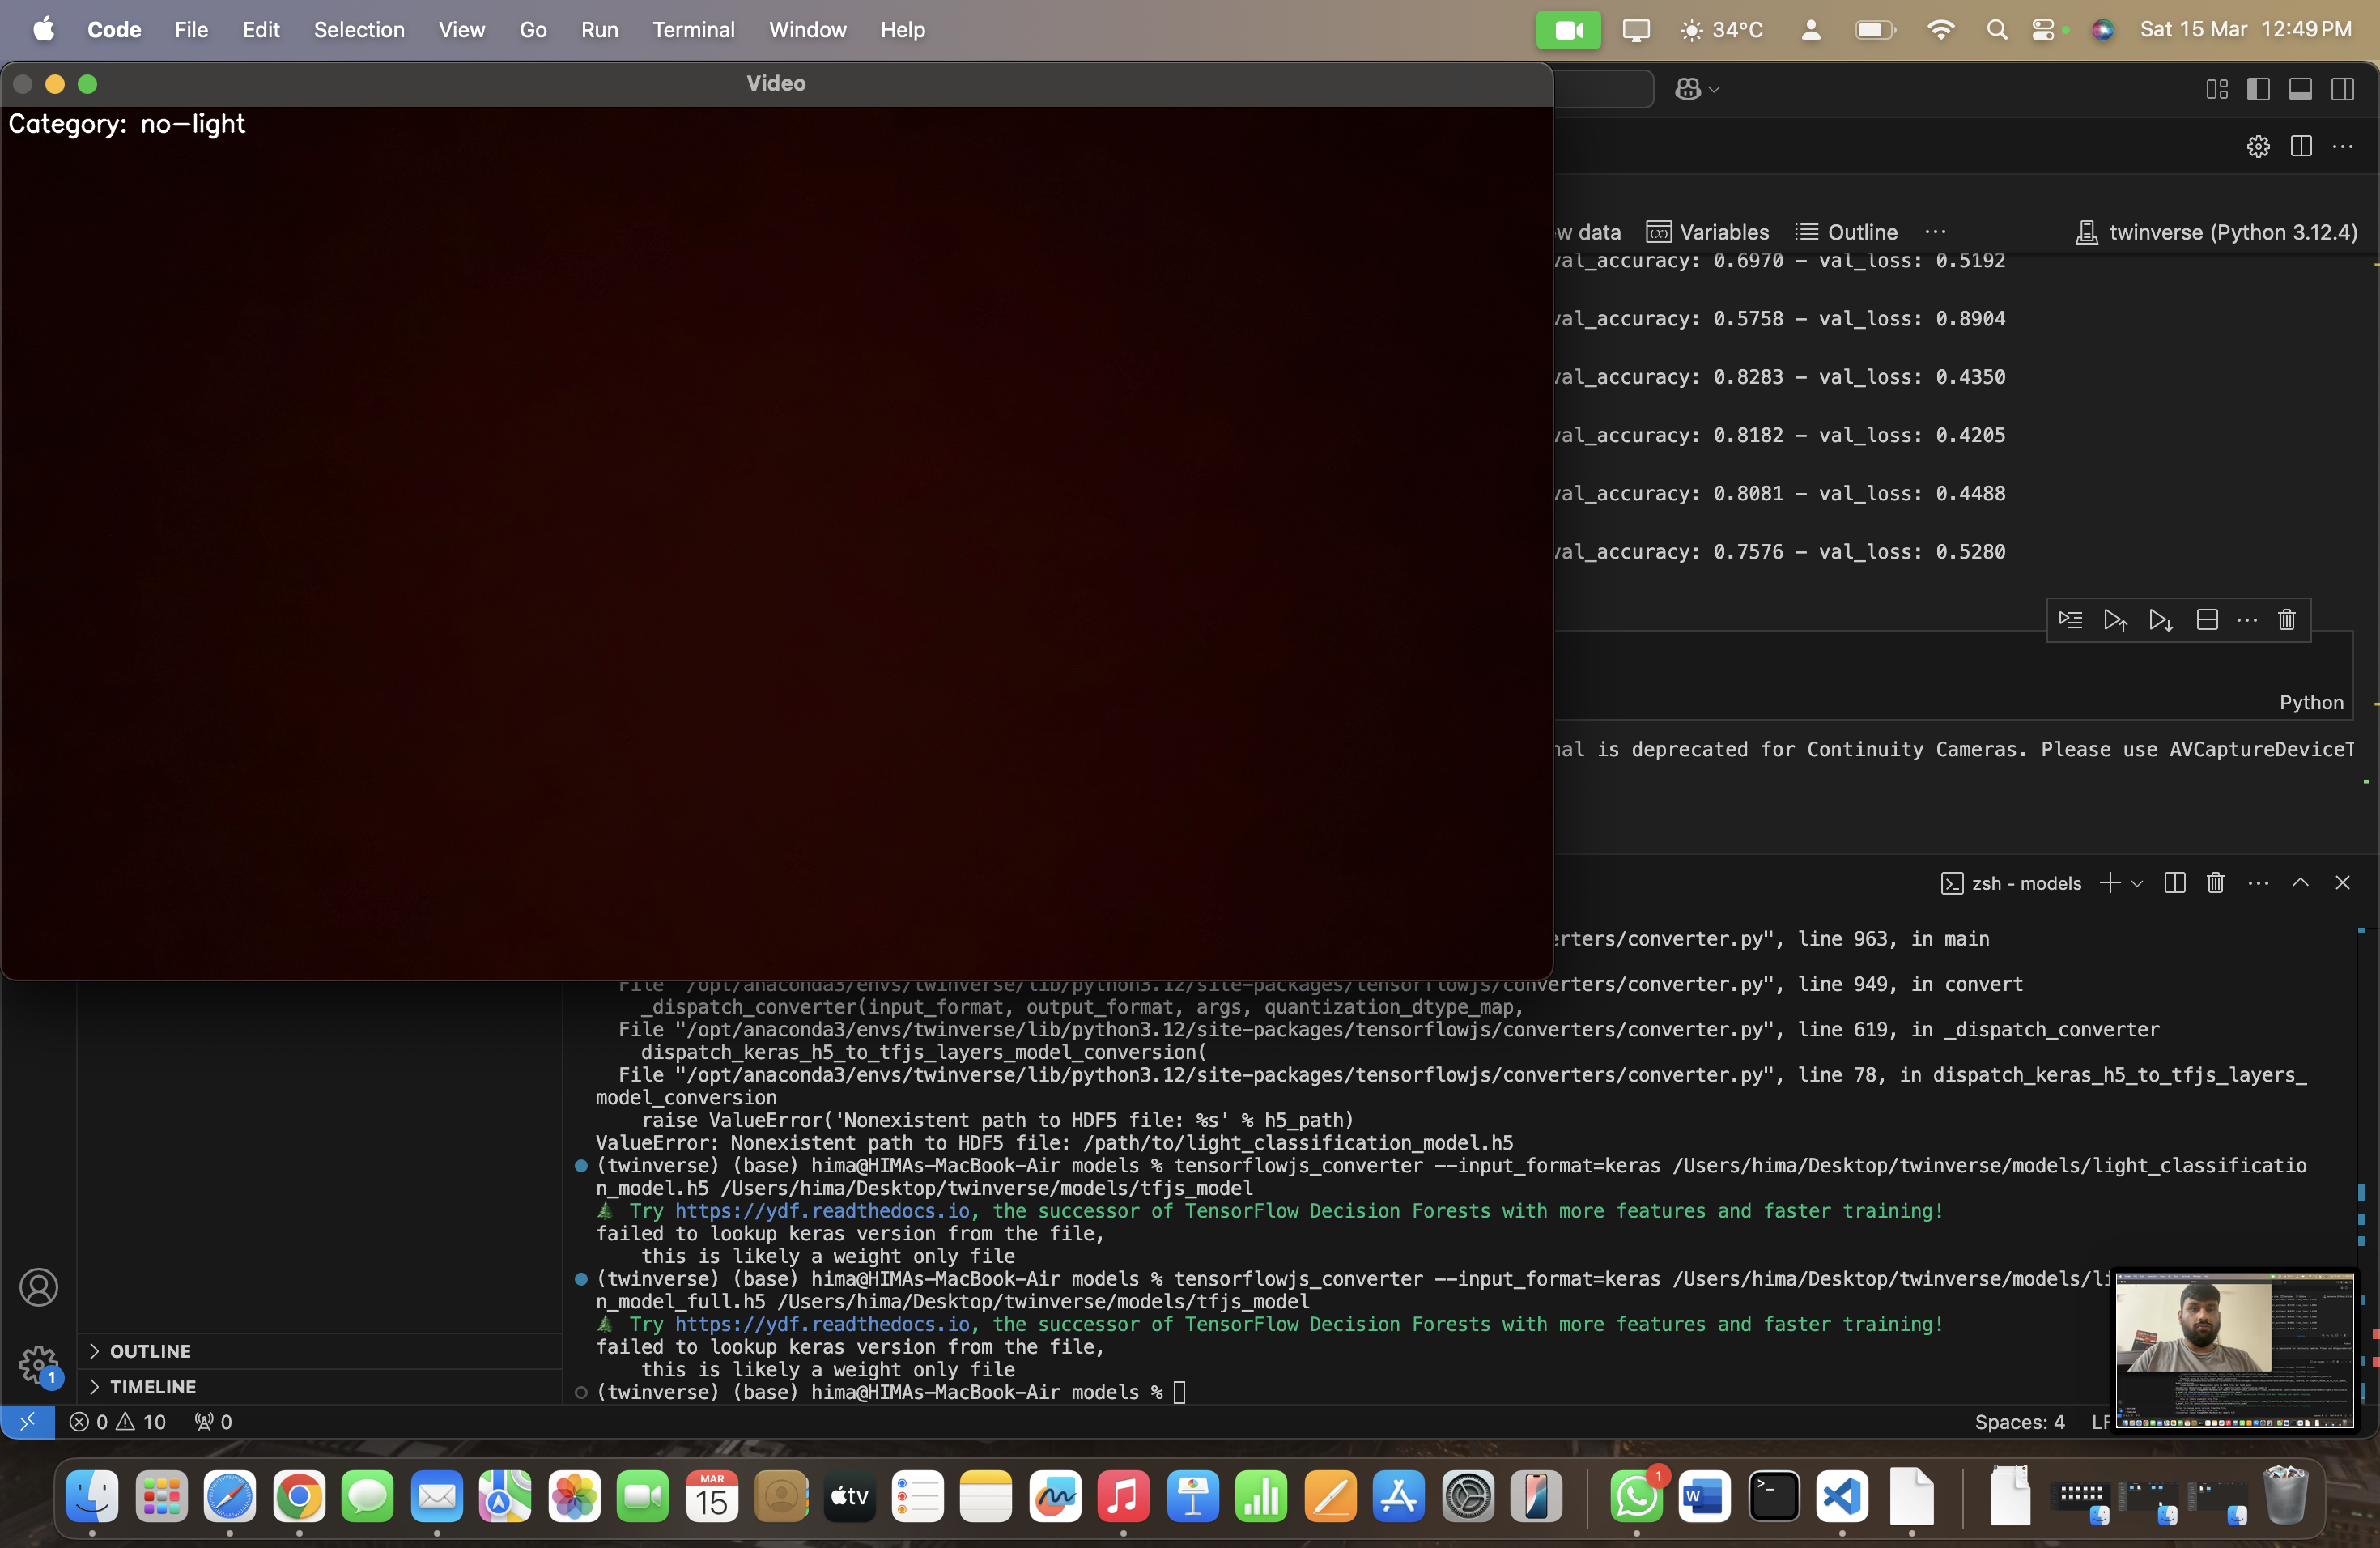 Code File Edit Selection View Go Run Terminal Window Help 34°C Sat 15 Mar 12:49 PM
Video
Category: no-light
w data Variables Outline ··· twinverse (Python 3.12.4)
val_accuracy: 0.6970 - val_loss: 0.5192
val_accuracy: 0.5758 - val_loss: 0.8904
val_accuracy: 0.8283 - val_loss: 0.4350
val_accuracy: 0.8182 - val_loss: 0.4205
val_accuracy: 0.8081 - val_loss: 0.4488
val_accuracy: 0.7576 - val_loss: 0.5280
Python
nal is deprecated for Continuity Cameras. Please use AVCaptureDeviceT
zsh - models
erters/converter.py", line 963, in main
File "/opt/anaconda3/envs/twinverse/lib/python3.12/site-packages/tensorflowjs/converters/converter.py", line 949, in convert
_dispatch_converter(input_format, output_format, args, quantization_dtype_map,
File "/opt/anaconda3/envs/twinverse/lib/python3.12/site-packages/tensorflowjs/converters/converter.py", line 619, in _dispatch_converter
dispatch_keras_h5_to_tfjs_layers_model_conversion(
File "/opt/anaconda3/envs/twinverse/lib/python3.12/site-packages/tensorflowjs/converters/converter.py", line 78, in dispatch_keras_h5_to_tfjs_layers_
model_conversion
raise ValueError('Nonexistent path to HDF5 file: %s' % h5_path)
ValueError: Nonexistent path to HDF5 file: /path/to/light_classification_model.h5
(twinverse) (base) hima@HIMAs-MacBook-Air models % tensorflowjs_converter --input_format=keras /Users/hima/Desktop/twinverse/models/light_classificatio
n_model.h5 /Users/hima/Desktop/twinverse/models/tfjs_model
Try https://ydf.readthedocs.io, the successor of TensorFlow Decision Forests with more features and faster training!
failed to lookup keras version from the file,
this is likely a weight only file
(twinverse) (base) hima@HIMAs-MacBook-Air models % tensorflowjs_converter --input_format=keras /Users/hima/Desktop/twinverse/models/li
n_model_full.h5 /Users/hima/Desktop/twinverse/models/tfjs_model
Try https://ydf.readthedocs.io, the successor of TensorFlow Decision Forests with more features and faster training!
failed to lookup keras version from the file,
this is likely a weight only file
(twinverse) (base) hima@HIMAs-MacBook-Air models %
OUTLINE
1
TIMELINE
0 10 0 Spaces: 4 LF
MAR
15
tv
1
W